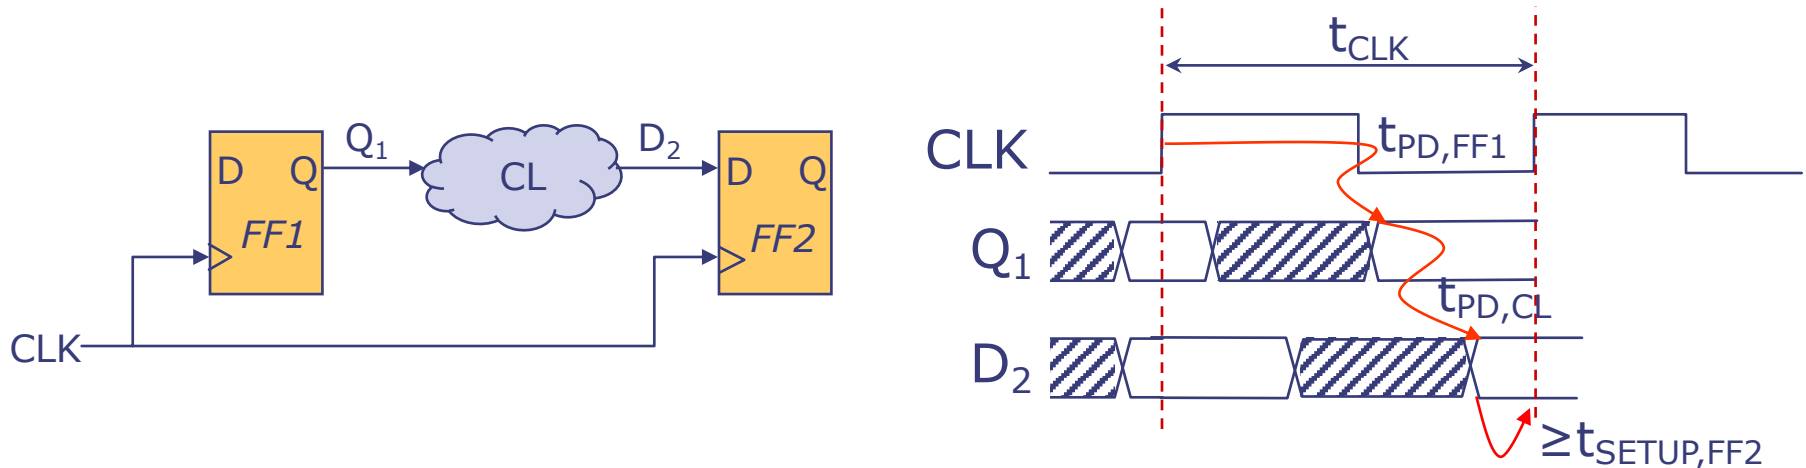 Q1
D Q
FF1
CL
D2
D Q
FF2
CLK
tCLK
CLK
tPD,FF1
Q1
tPD,CL
D2
≥tSETUP,FF2